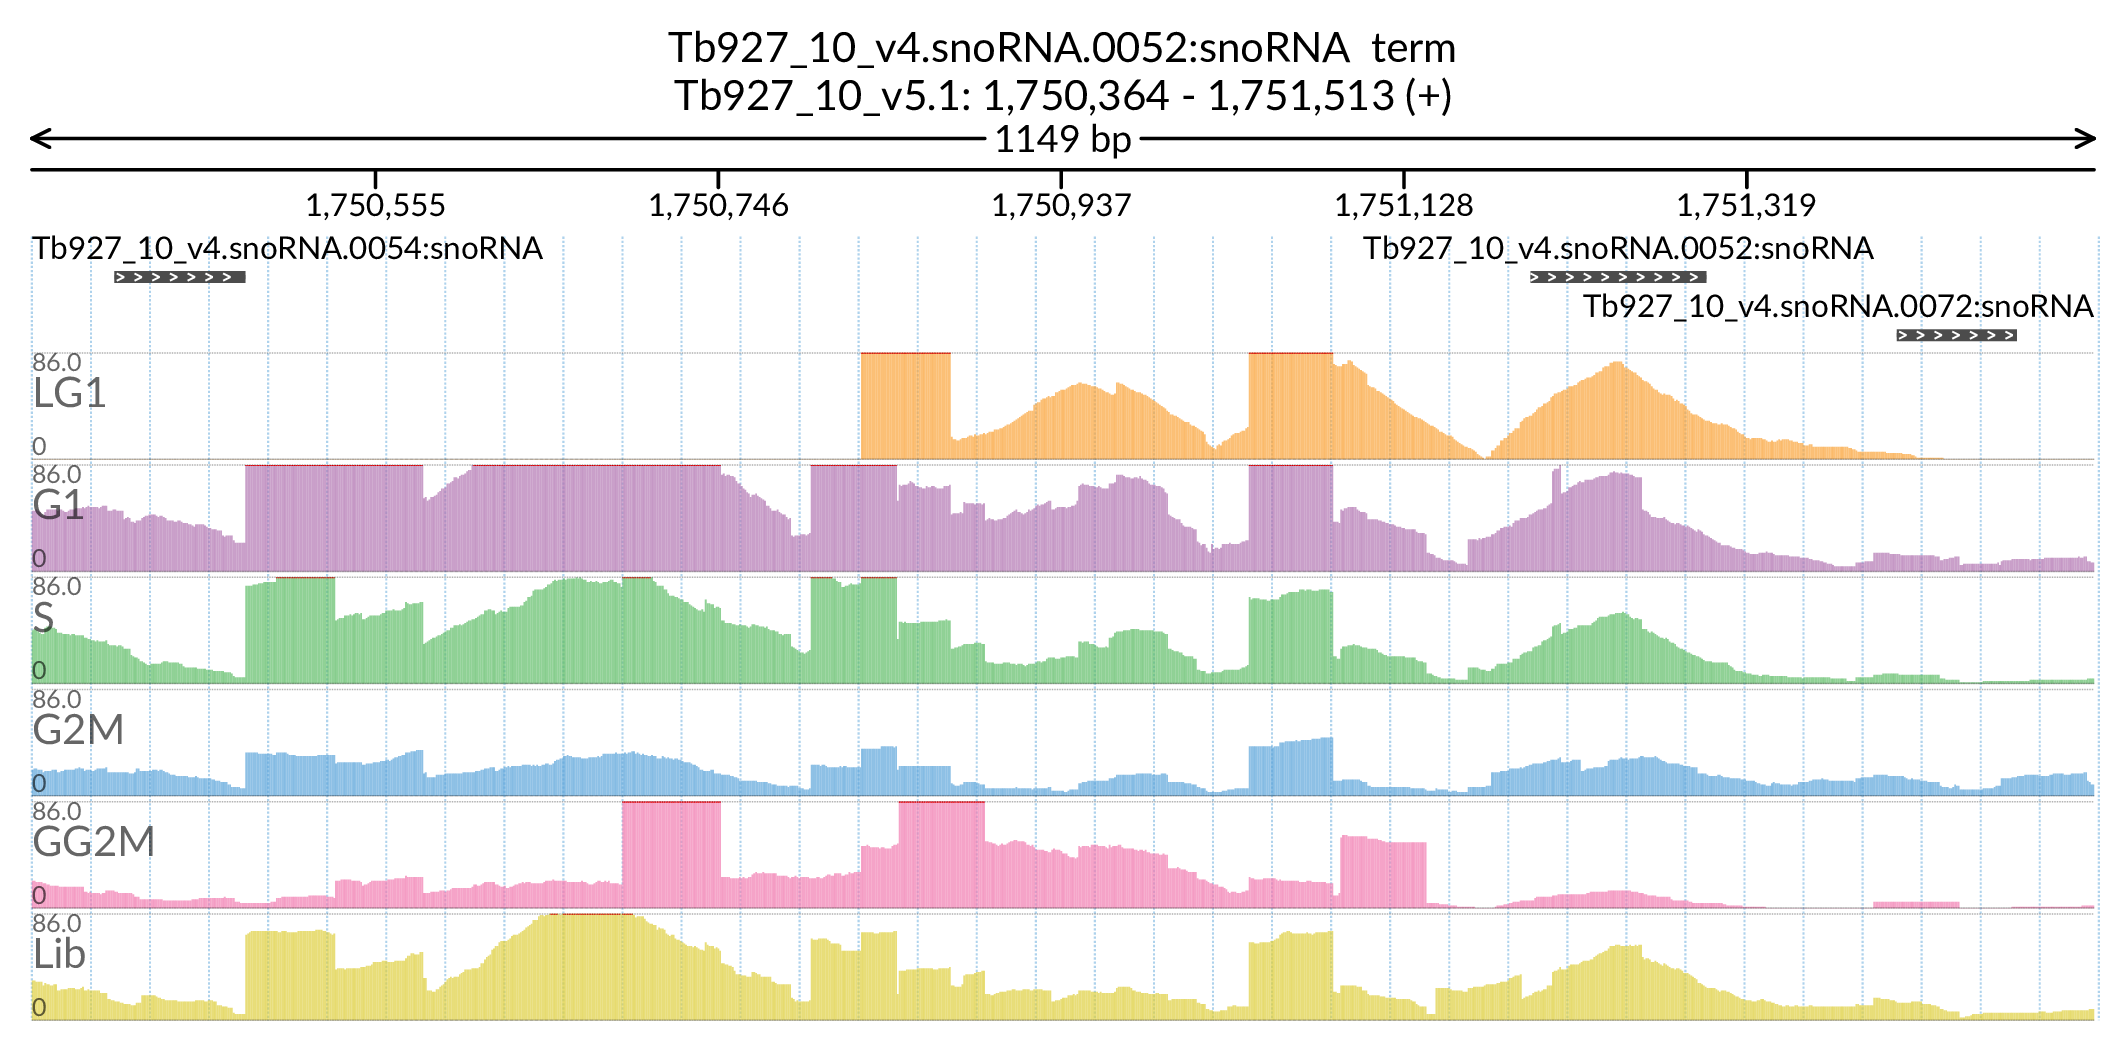 Tb927_10_v4.snoRNA.0052:snoRNA term
Tb927_10_v5.1: 1,750,364 - 1,751,513 (+)
1149 bp
1,750,555 1,750,746 1,750,937 1,751,128 1,751,319
Tb927_10_v4.snoRNA.0054:snoRNA Tb927_10_v4.snoRNA.0052:snoRNA
Tb927_10_v4.snoRNA.0072:snoRNA
86.0
LG1
0
86.0
G1
0
86.0
S
0
86.0
G2M
0
86.0
GG2M
0
86.0
Lib
0